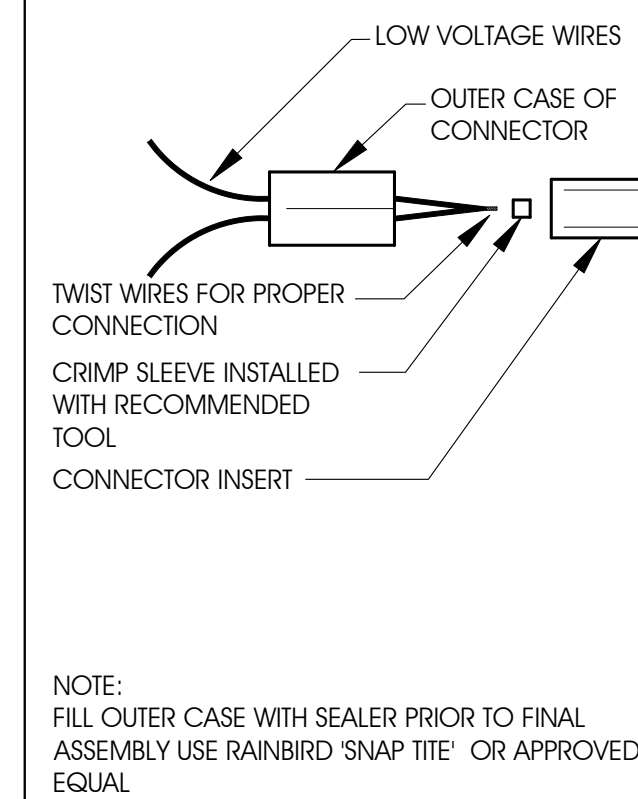 LOW VOLTAGE WIRES
OUTER CASE OF
CONNECTOR
TWIST WIRES FOR PROPER
CONNECTION
CRIMP SLEEVE INSTALLED
WITH RECOMMENDED
TOOL
CONNECTOR INSERT
NOTE:
FILL OUTER CASE WITH SEALER PRIOR TO FINAL
ASSEMBLY USE RAINBIRD 'SNAP TITE'  OR APPROVED
EQUAL